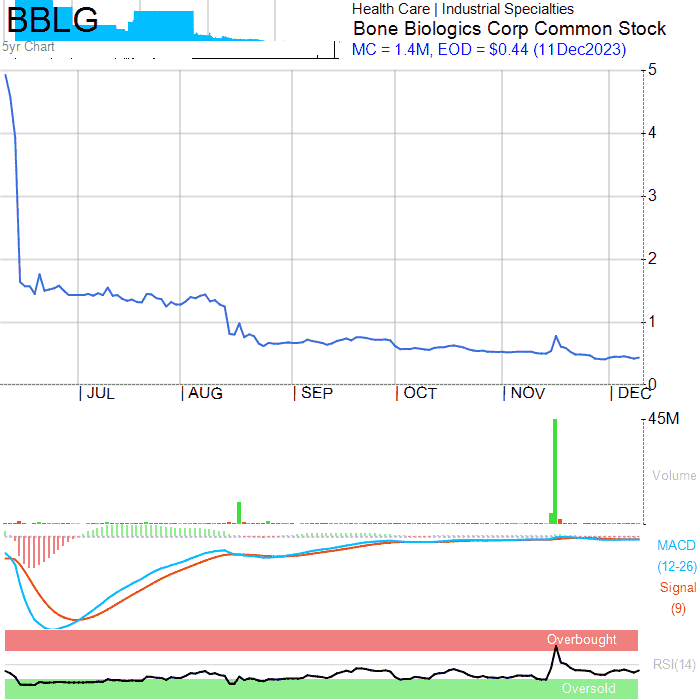 BBLG
5yr Chart
Health Care | Industrial Specialties
Bone Biologics Corp Common Stock
MC = 1.4M, EOD = $0.44 (11Dec2023)
5
4
3
2
1
0
| JUL | AUG | SEP | OCT | NOV | DEC
45M
Volume
MACD
(12-26)
Signal
(9)
Overbought
RSI(14)
Oversold